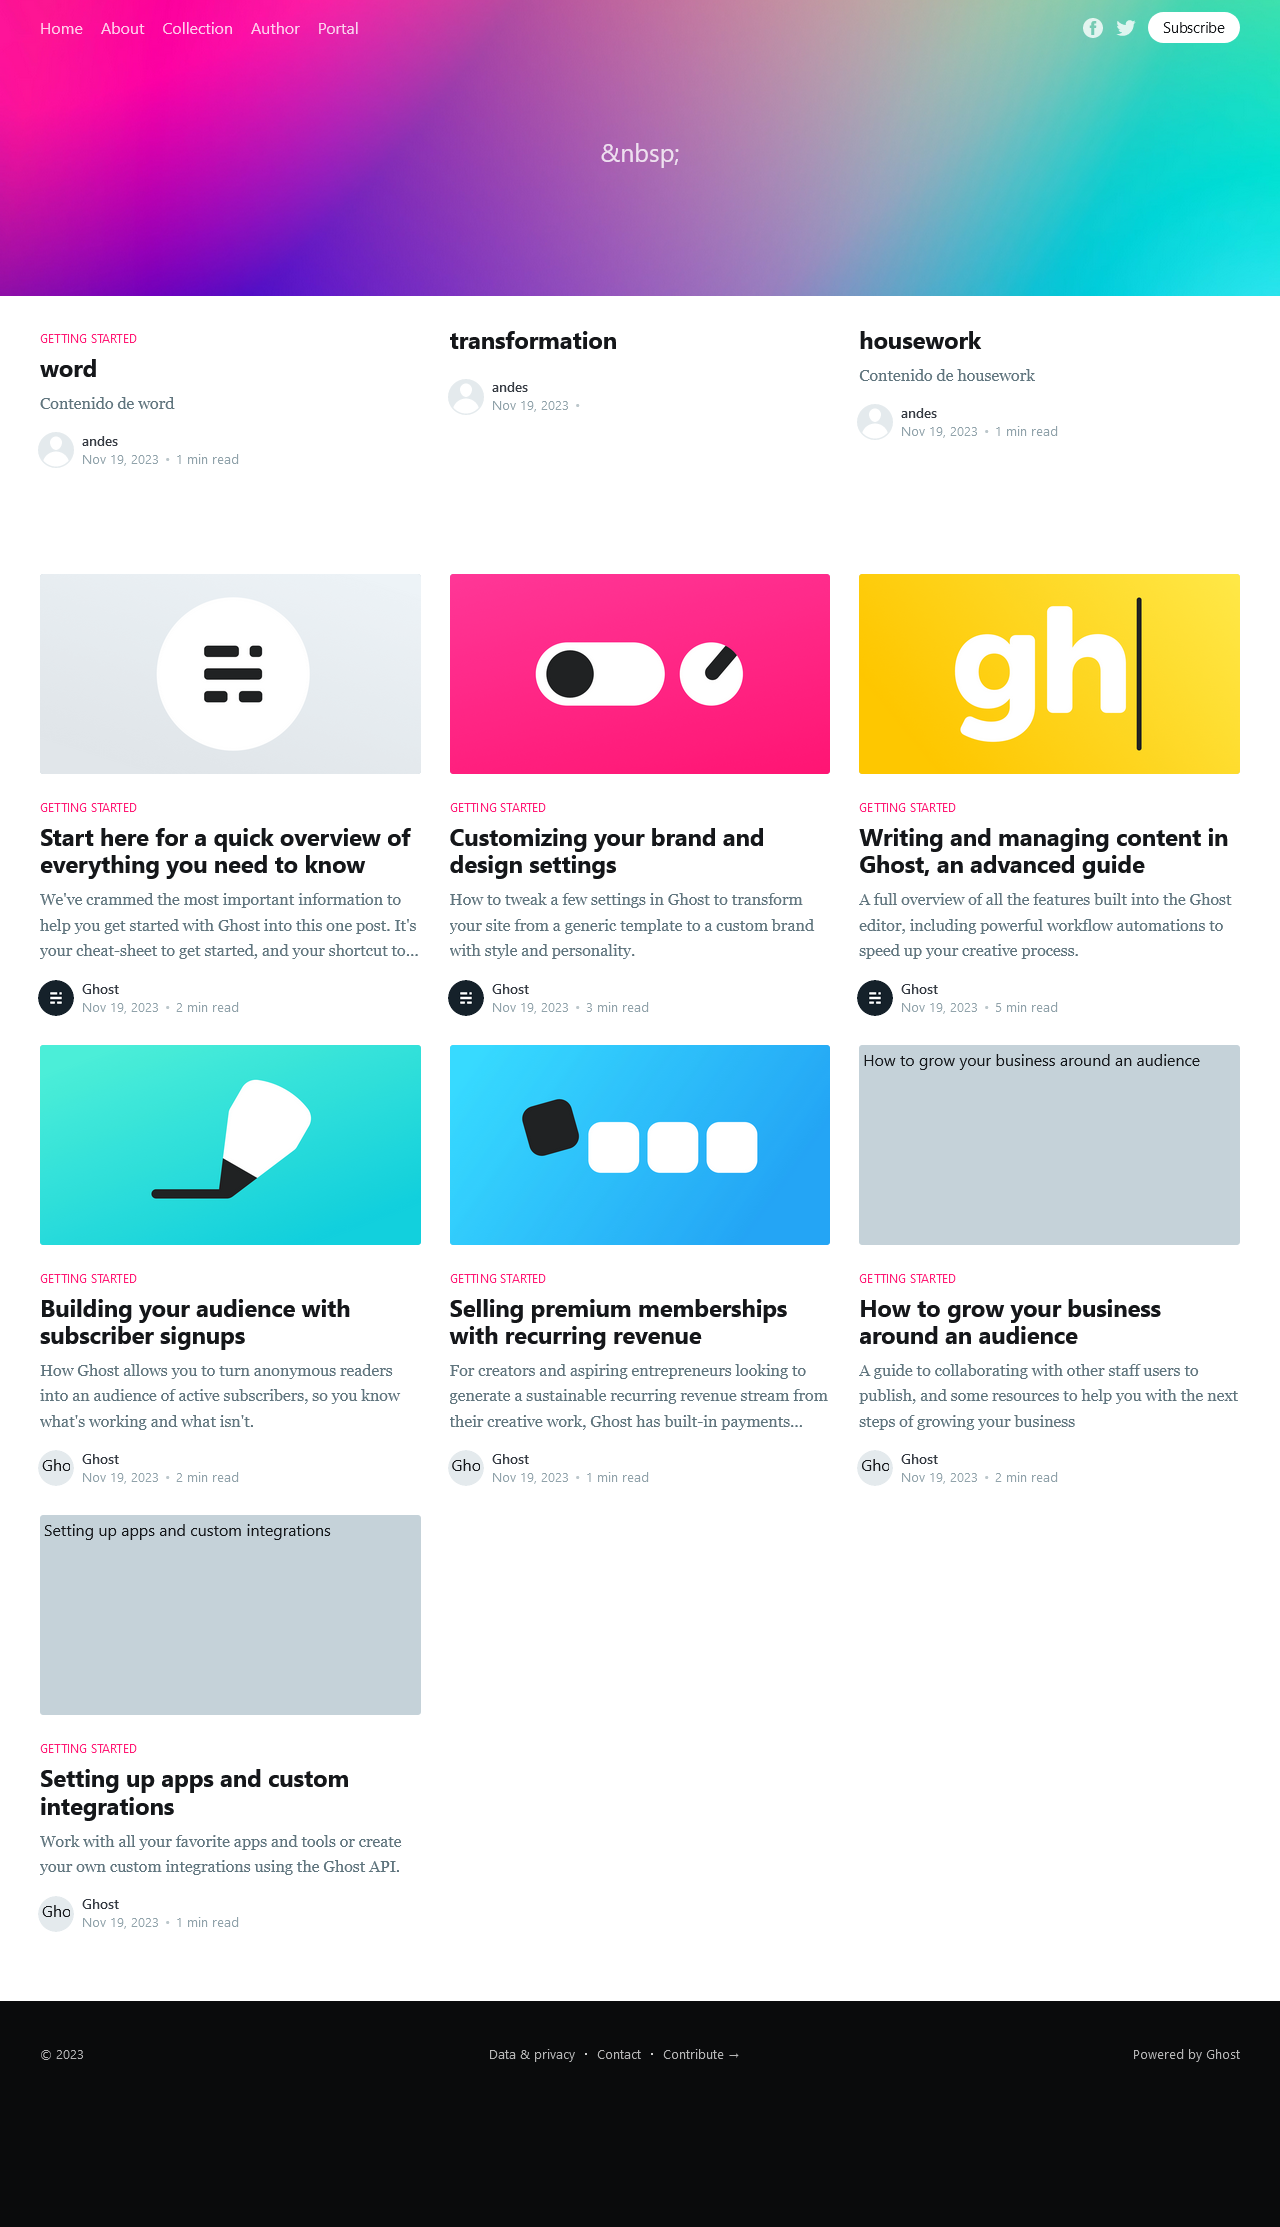 Home About Collection Author Portal Subscribe
&nbsp;
GETTING STARTED
word
Contenido de word
andes
Nov 19, 2023 • 1 min read
transformation
andes
Nov 19, 2023 •
housework
Contenido de housework
andes
Nov 19, 2023 • 1 min read
gh
GETTING STARTED
Start here for a quick overview of
everything you need to know
We've crammed the most important information to
help you get started with Ghost into this one post. It's
your cheat-sheet to get started, and your shortcut to...
Ghost
Nov 19, 2023 • 2 min read
GETTING STARTED
Customizing your brand and
design settings
How to tweak a few settings in Ghost to transform
your site from a generic template to a custom brand
with style and personality.
Ghost
Nov 19, 2023 • 3 min read
GETTING STARTED
Writing and managing content in
Ghost, an advanced guide
A full overview of all the features built into the Ghost
editor, including powerful workflow automations to
speed up your creative process.
Ghost
Nov 19, 2023 • 5 min read
GETTING STARTED
Building your audience with
subscriber signups
How Ghost allows you to turn anonymous readers
into an audience of active subscribers, so you know
what's working and what isn't.
Gho
Ghost
Nov 19, 2023 • 2 min read
GETTING STARTED
Selling premium memberships
with recurring revenue
For creators and aspiring entrepreneurs looking to
generate a sustainable recurring revenue stream from
their creative work, Ghost has built-in payments...
Gho
Ghost
Nov 19, 2023 • 1 min read
How to grow your business around an audience
GETTING STARTED
How to grow your business
around an audience
A guide to collaborating with other staff users to
publish, and some resources to help you with the next
steps of growing your business
Gho
Ghost
Nov 19, 2023 • 2 min read
Setting up apps and custom integrations
GETTING STARTED
Setting up apps and custom
integrations
Work with all your favorite apps and tools or create
your own custom integrations using the Ghost API.
Gho
Ghost
Nov 19, 2023 • 1 min read
© 2023
Data & privacy • Contact • Contribute →
Powered by Ghost